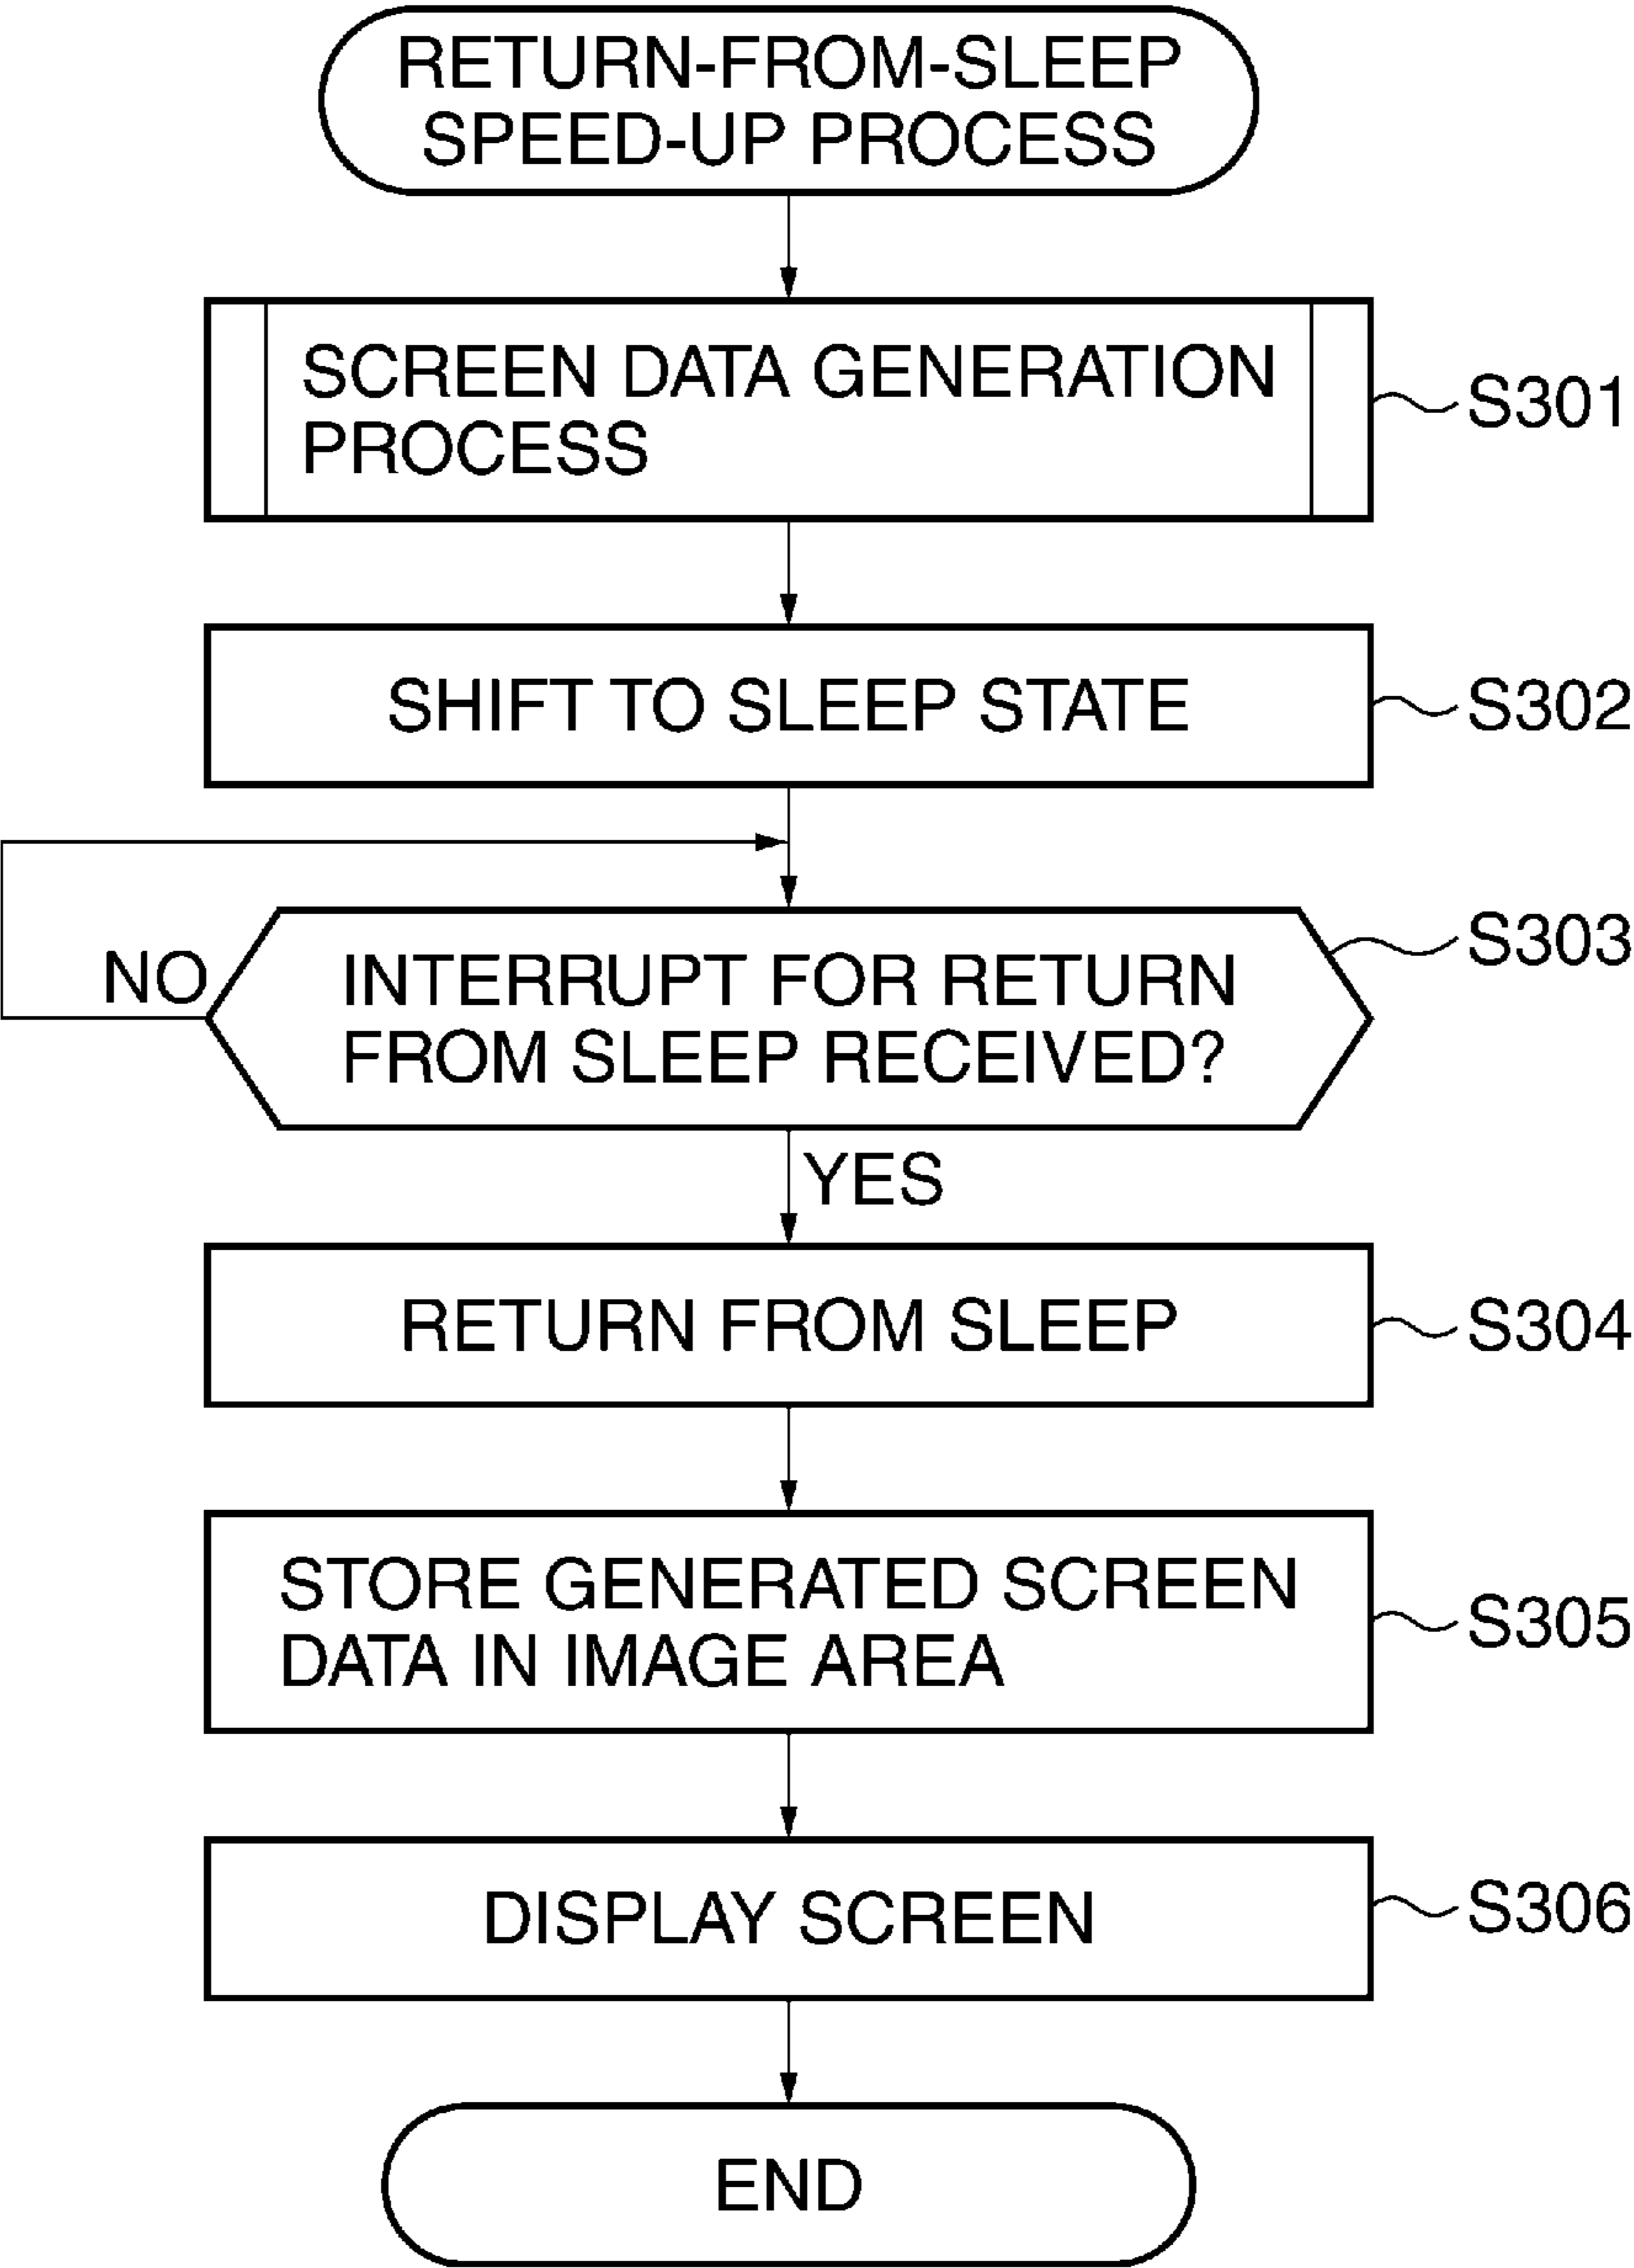 RETURN-FROM-SLEEP
SPEED-UP PROCESS
SCREEN DATA GENERATION
PROCESS
S301
SHIFT TO SLEEP STATE
S302
NO
INTERRUPT FOR RETURN
FROM SLEEP RECEIVED?
S303
YES
RETURN FROM SLEEP
S304
STORE GENERATED SCREEN
DATA IN IMAGE AREA
S305
DISPLAY SCREEN
S306
END